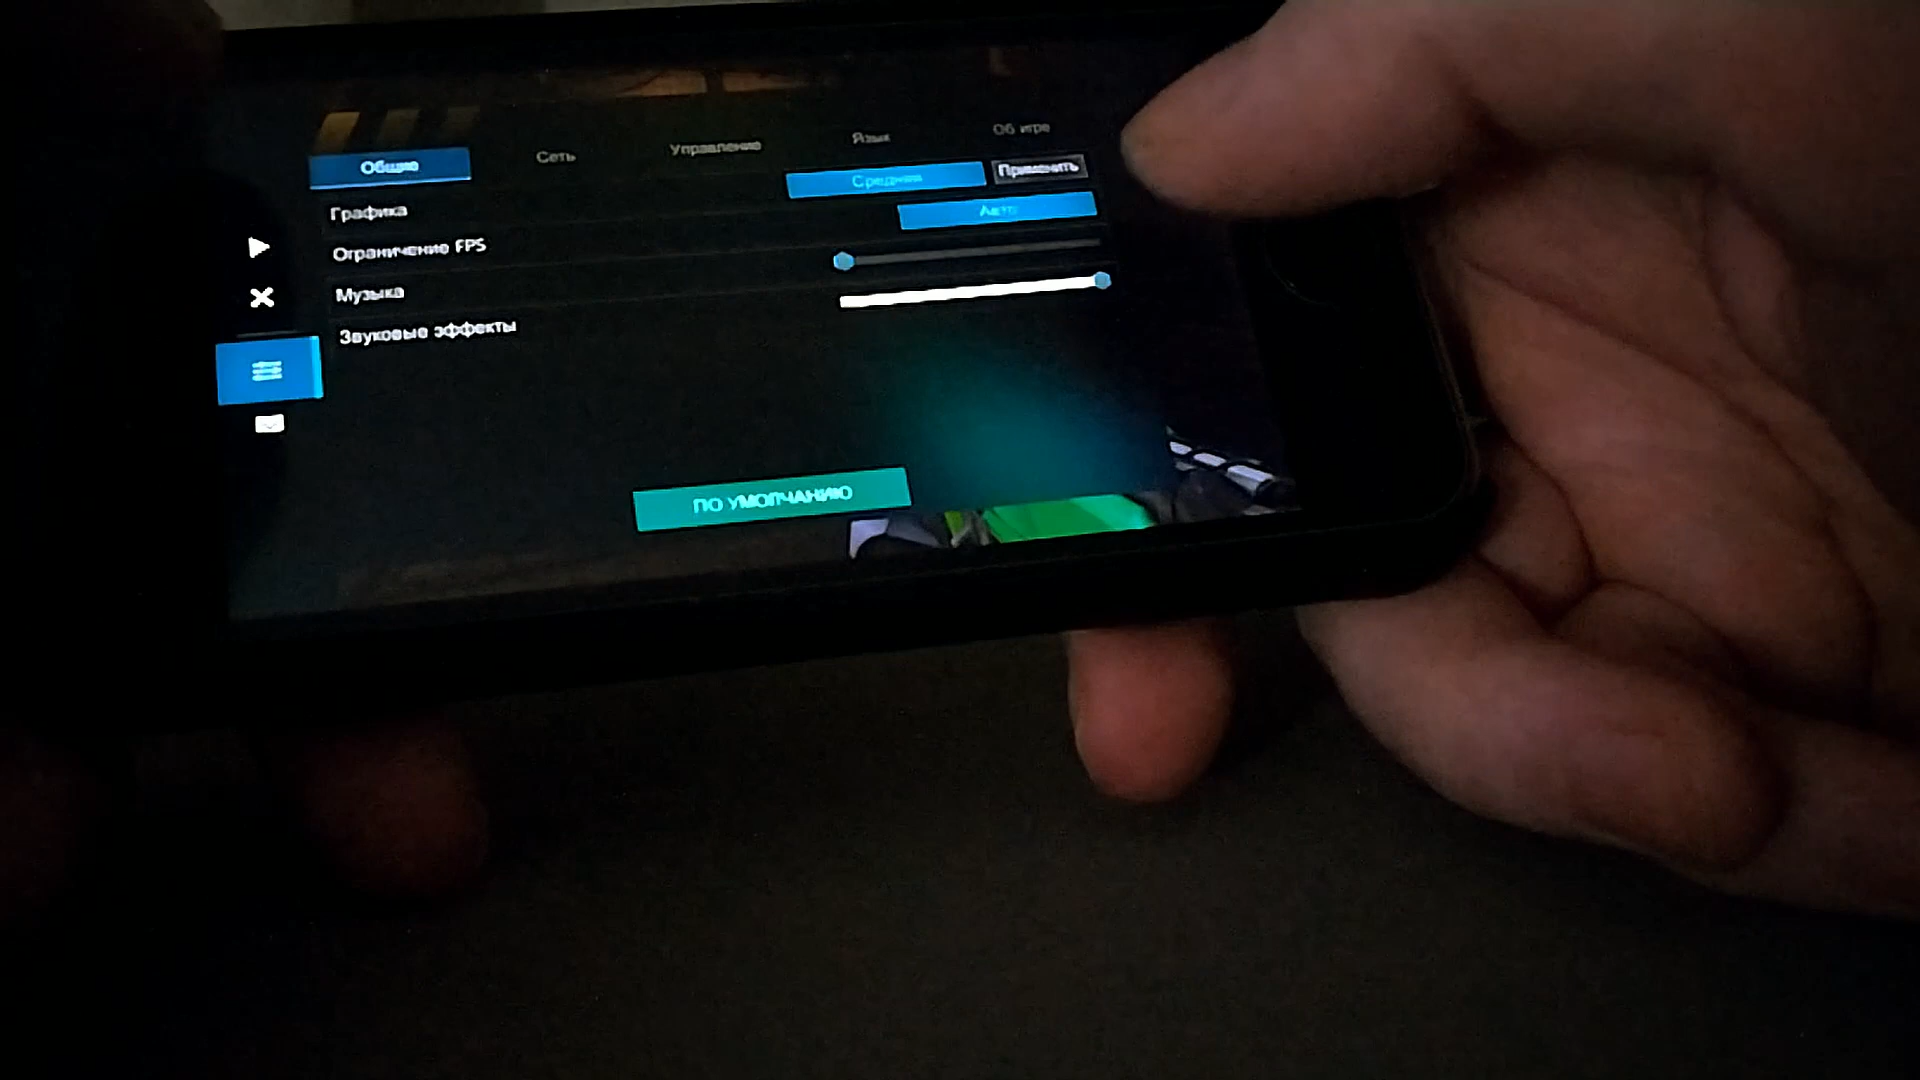 Общие Сеть Управление Язык Об игре
Графика Средняя Применить
Ограничение FPS Авто
Музыка
Звуковые эффекты
ПО УМОЛЧАНИЮ